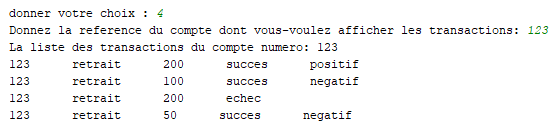 donner votre choix : 4
Donnez la reference du compte dont vous-voulez afficher les transactions: 123
La liste des transactions du compte numero: 123
123 retrait 200 succes positif
123 retrait 100 succes negatif
123 retrait 200 echec
123 retrait 50 succes negatif